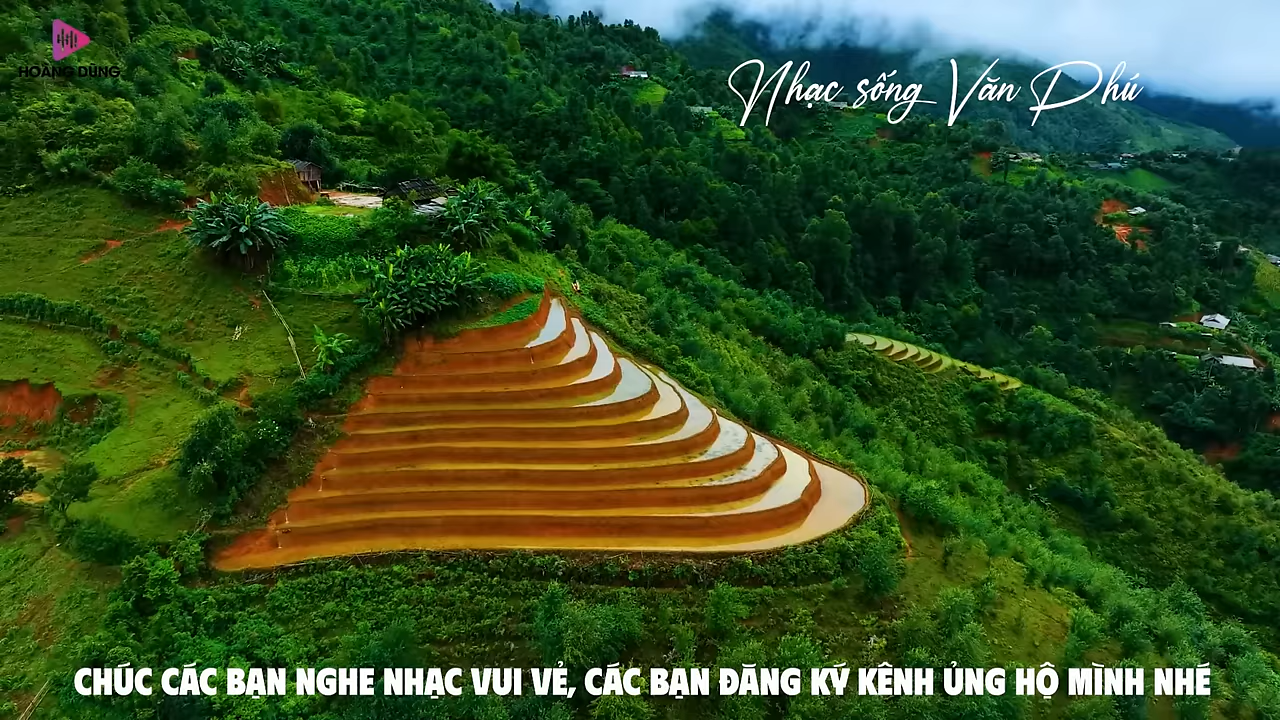 HOÀNG DŨNG
Nhạc sống Văn Phú
CHÚC CÁC BẠN NGHE NHẠC VUI VẺ, CÁC BẠN ĐĂNG KÝ KÊNH ỦNG HỘ MÌNH NHÉ